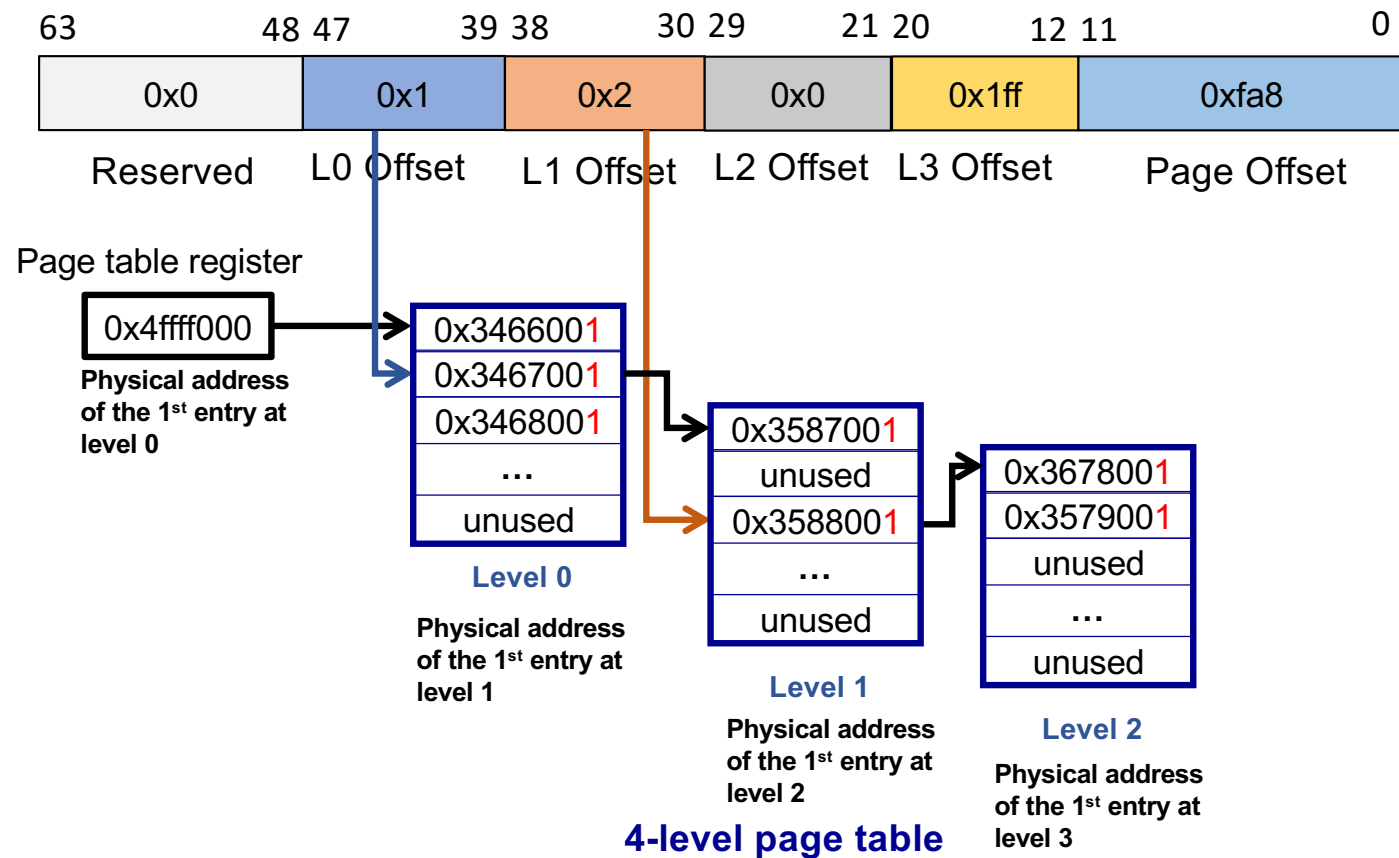 63 48 47 39 38 30 29 21 20 12 11 0
0x0 0x1 0x2 0x0 0x1ff 0xfa8
Reserved L0 Offset L1 Offset L2 Offset L3 Offset Page Offset
Page table register
0x4ffff000
Physical address
of the 1st entry at
level 0
0x3466001
0x3467001
0x3468001
...
unused
Level 0
Physical address
of the 1st entry at
level 1
0x3587001
unused
0x3588001
...
unused
Level 1
Physical address
of the 1st entry at
level 2
0x3678001
0x3579001
unused
...
unused
Level 2
Physical address
of the 1st entry at
level 3
4-level page table